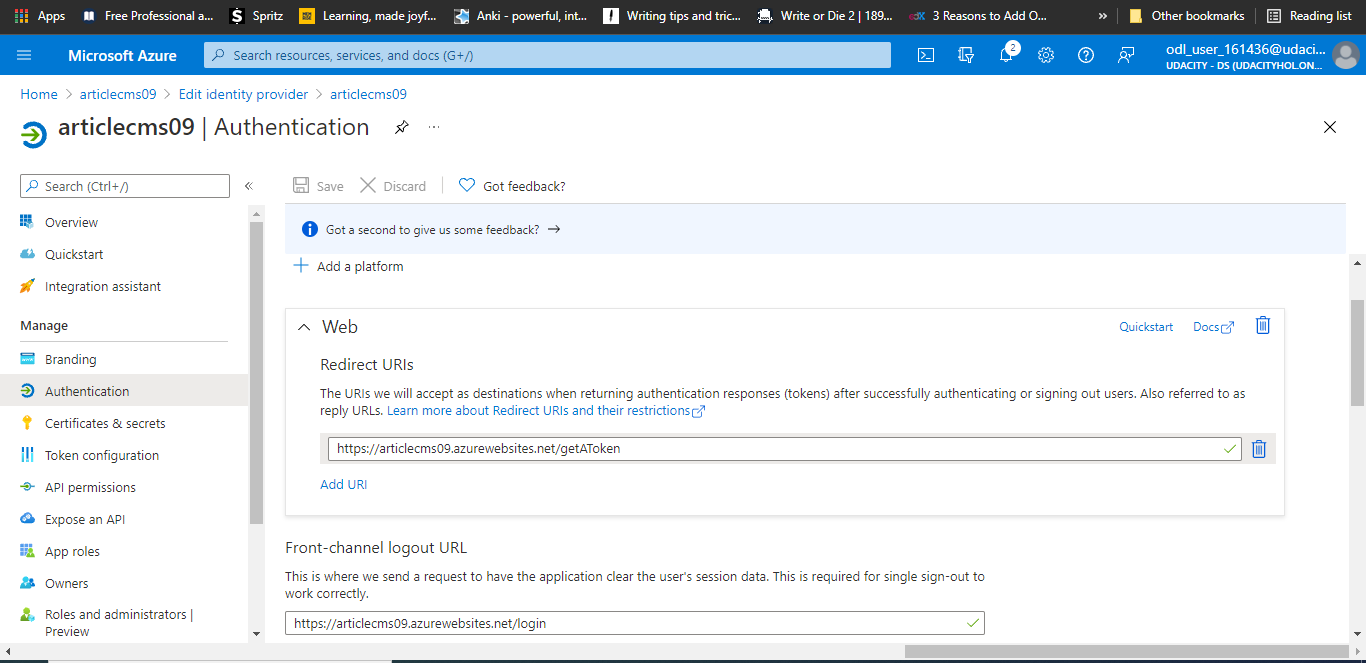 Apps Free Professional a... Spritz Learning, made joyf... Anki - powerful, int... Writing tips and tric... Write or Die 2 | 189... 3 Reasons to Add O... » Other bookmarks Reading list
Microsoft Azure Search resources, services, and docs (G+/) 2 odl_user_161436@udaci...
UDACITY - DS (UDACITYHOL.ON...
Home > articlecms09 > Edit identity provider > articlecms09
articlecms09 | Authentication ...
Search (Ctrl+/) «
Save Discard Got feedback?
Got a second to give us some feedback? →
Add a platform
Overview
Quickstart
Integration assistant
Manage
Branding
Authentication
Certificates & secrets
Token configuration
API permissions
Expose an API
App roles
Owners
Roles and administrators |
Preview
Web
Quickstart Docs
Redirect URIs
The URIs we will accept as destinations when returning authentication responses (tokens) after successfully authenticating or signing out users. Also referred to as
reply URLs. Learn more about Redirect URIs and their restrictions
https://articlecms09.azurewebsites.net/getAToken
Add URI
Front-channel logout URL
This is where we send a request to have the application clear the user's session data. This is required for single sign-out to
work correctly.
https://articlecms09.azurewebsites.net/login